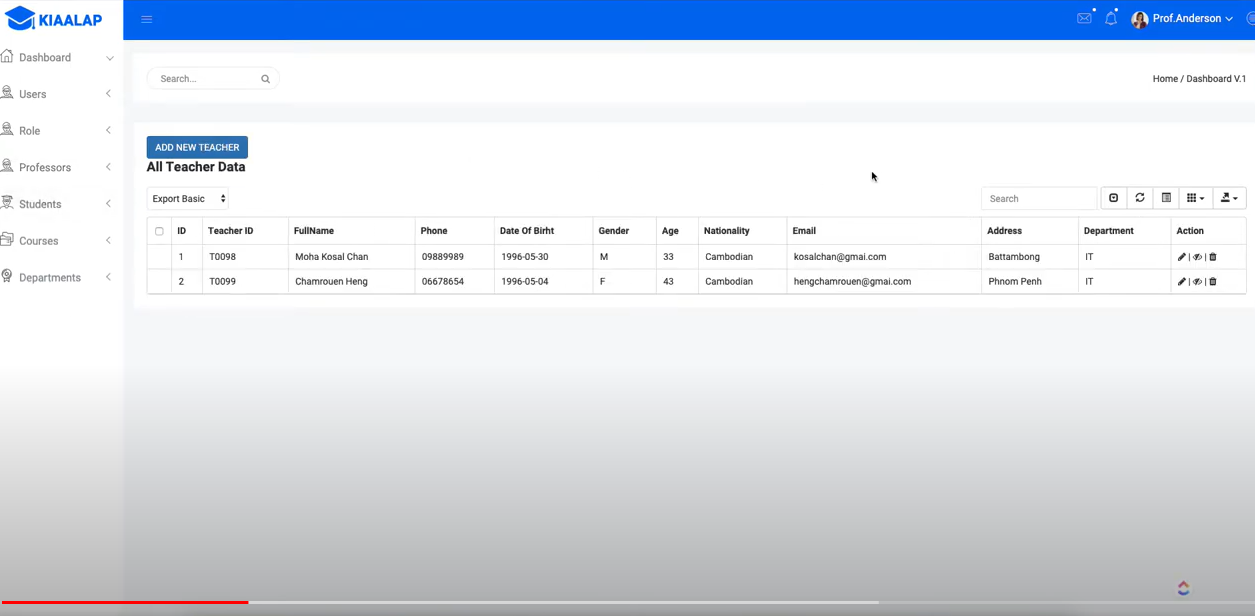 KIAALAP
Prof.Anderson
Dashboard
Users
Role
Professors
Students
Courses
Departments
Search...
Home / Dashboard V.1
ADD NEW TEACHER
All Teacher Data
Export Basic
Search
ID Teacher ID FullName Phone Date Of Birht Gender Age Nationality Email Address Department Action
1 T0098 Moha Kosal Chan 09889989 1996-05-30 M 33 Cambodian kosalchan@gmai.com Battambong IT | |
2 T0099 Chamrouen Heng 06678654 1996-05-04 F 43 Cambodian hengchamrouen@gmai.com Phnom Penh IT | |